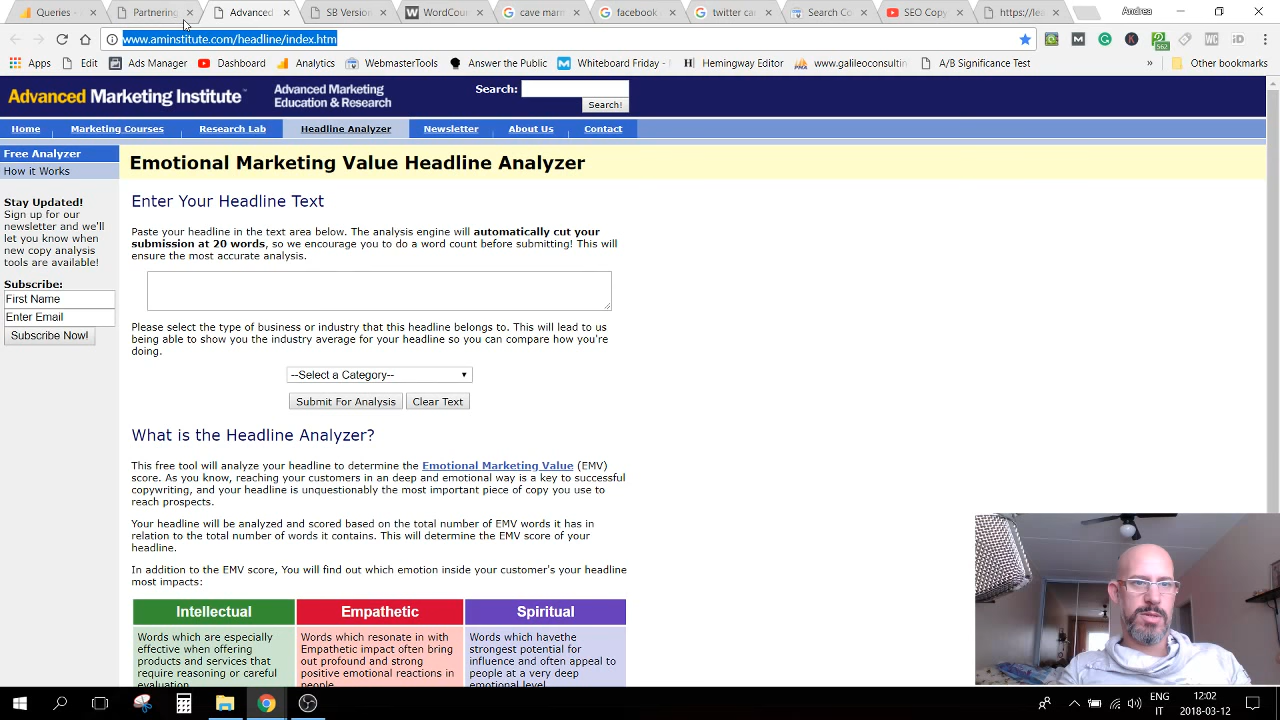 Queries -
Partnering
Advanced
SB Version
WordCoun
cave marm
facebook
twitter car
Search Co
SEO Copy
https://lea
Andrea
www.aminstitute.com/headline/index.htm
Apps
Edit
Ads Manager
Dashboard
Analytics
WebmasterTools
Answer the Public
Whiteboard Friday -
Hemingway Editor
www.galileoconsultin
A/B Significance Test
»
Other bookmarks
Advanced Marketing Institute
Advanced Marketing
Education & Research
Search:
Search!
Home
Marketing Courses
Research Lab
Headline Analyzer
Newsletter
About Us
Contact
Free Analyzer
How it Works
Stay Updated!
Sign up for our
newsletter and we'll
let you know when
new copy analysis
tools are available!
Subscribe:
First Name
Enter Email
Subscribe Now!
Emotional Marketing Value Headline Analyzer
Enter Your Headline Text
Paste your headline in the text area below. The analysis engine will automatically cut your
submission at 20 words, so we encourage you to do a word count before submitting! This will
ensure the most accurate analysis.
Please select the type of business or industry that this headline belongs to. This will lead to us
being able to show you the industry average for your headline so you can compare how you're
doing.
--Select a Category--
Submit For Analysis
Clear Text
What is the Headline Analyzer?
This free tool will analyze your headline to determine the Emotional Marketing Value (EMV)
score. As you know, reaching your customers in an deep and emotional way is a key to successful
copywriting, and your headline is unquestionably the most important piece of copy you use to
reach prospects.
Your headline will be analyzed and scored based on the total number of EMV words it has in
relation to the total number of words it contains. This will determine the EMV score of your
headline.
In addition to the EMV score, You will find out which emotion inside your customer's your headline
most impacts:
Intellectual
Empathetic
Spiritual
Words which are especially
effective when offering
products and services that
require reasoning or careful
evaluation.
Words which resonate in with
Empathetic impact often bring
out profound and strong
positive emotional reactions in
people.
Words which havethe
strongest potential for
influence and often appeal to
people at a very deep
emotional level.
ENG
IT
12:02
2018-03-12